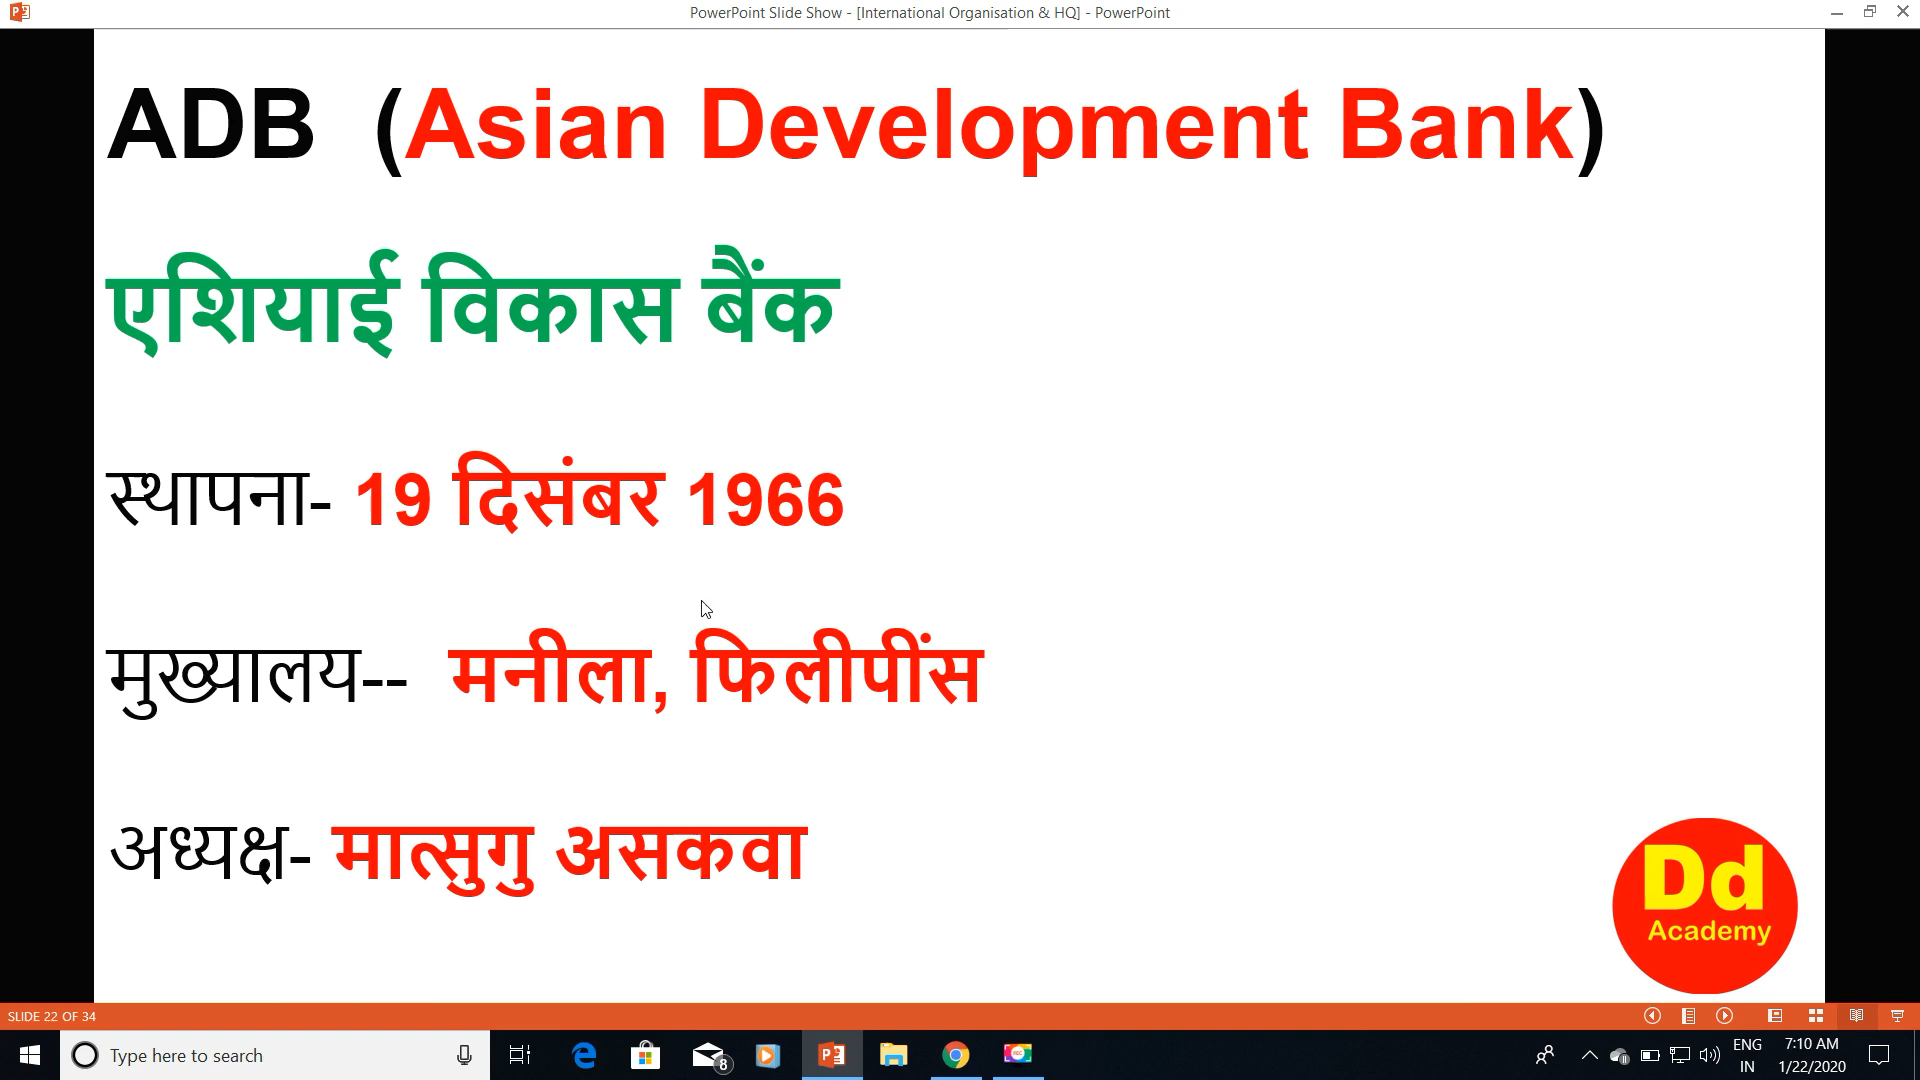 PowerPoint Slide Show - [International Organisation & HQ] - PowerPoint
ADB (Asian Development Bank)
एशियाई विकास बैंक
स्थापना- 19 दिसंबर 1966
मुख्यालय-- मनीला, फिलीपींस
अध्यक्ष- मात्सुगु असकवा
Dd
Academy
SLIDE 22 OF 34
Type here to search
8
ENG
IN
7:10 AM
1/22/2020